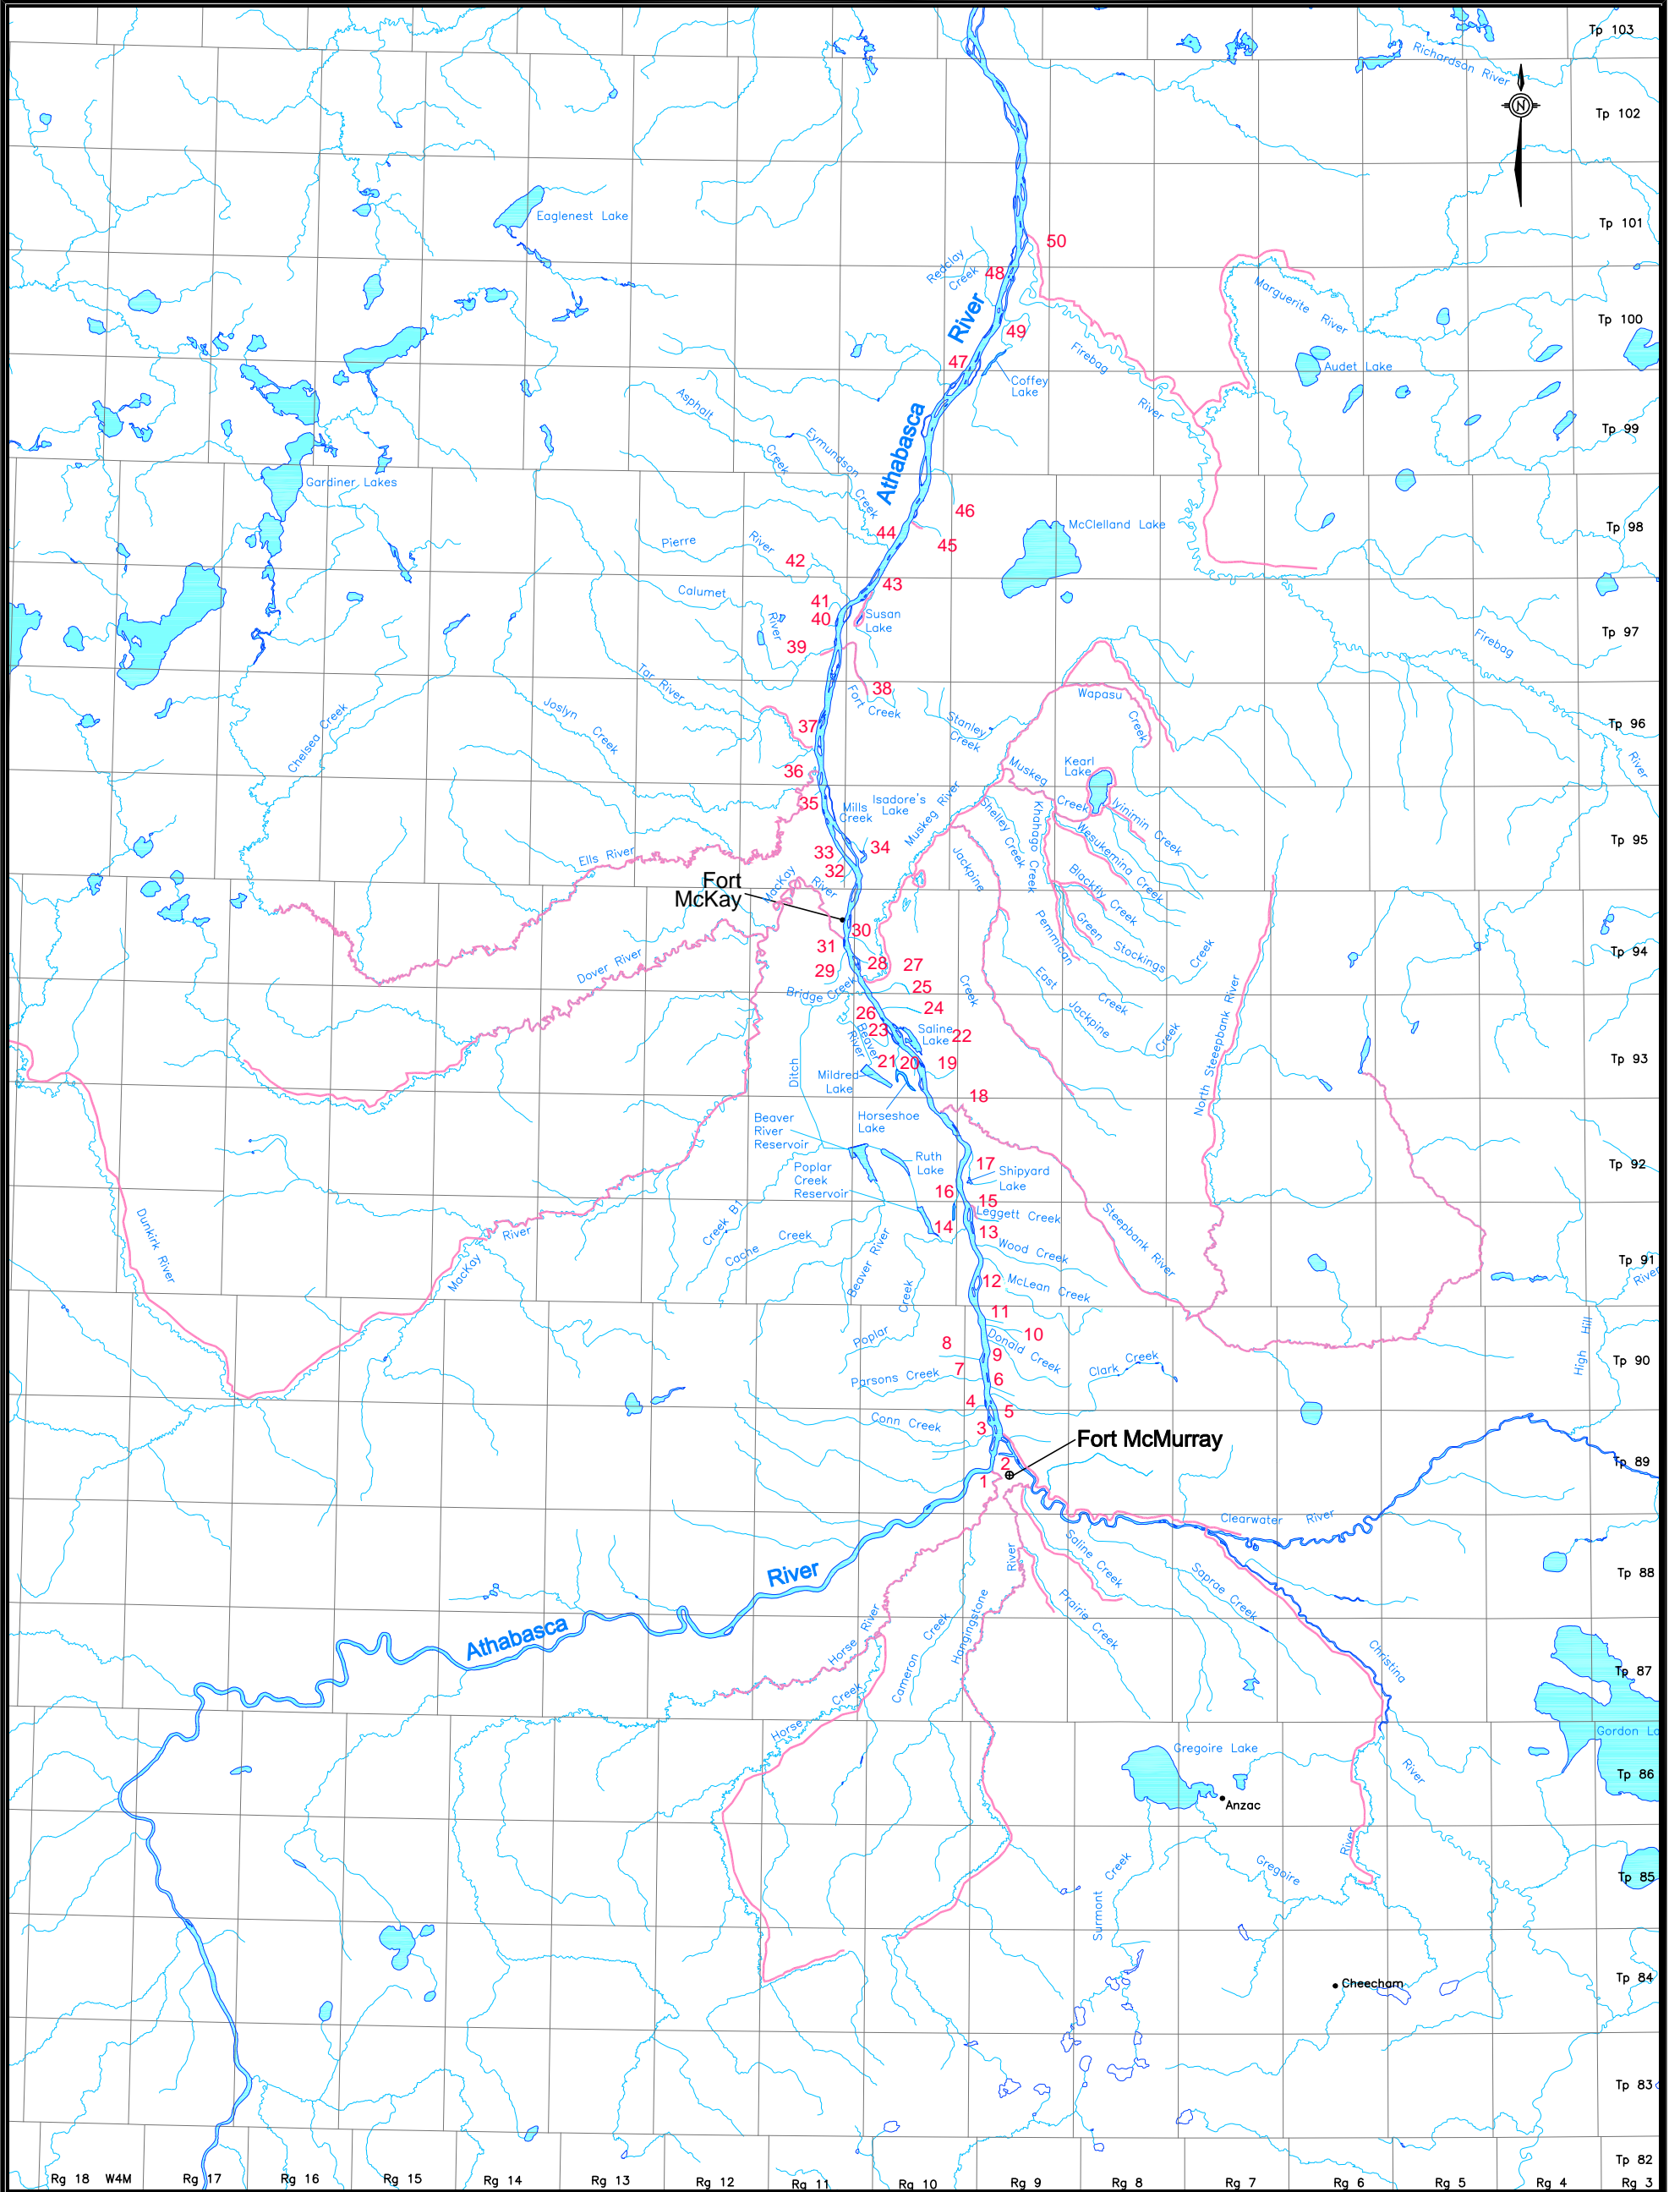 Tp 103
Richardson River
N
Tp 102
Eaglenest Lake
Tp 101
50
Redclay
Creek
48
Marguerite River
Tp 100
River
49
47
Firebag
River
Audet Lake
Coffey
Lake
Asphalt
Creek
Athabasca
Eymundson
Creek
Tp 99
Gardiner Lakes
46
McClelland Lake
Tp 98
44
45
Pierre
River
42
43
Calumet
River
41
40
Susan
Lake
Tp 97
Firebag
River
39
Tar River
38
Fort
Creek
Wapasu
Creek
Joslyn
Creek
Stanley
Creek
Tp 96
Chelsea Creek
37
Kearl
Lake
Muskeg
Creek
36
35
Isadore's
Lake
Mills
Creek
Muskeg River
Shelley Creek
Khahago Creek
Iyinimin Creek
Wesukemina Creek
Tp 95
34
33
32
Ells River
Jackpine
Creek
Blackfly Creek
Fort
McKay
MacKay
River
Green
Stockings
Creek
Pemmican
Creek
30
31
28
27
Tp 94
29
Dover River
Bridge Creek
25
East
Jackpine
Creek
North Steeepbank River
26
24
23
Beaver
River
Saline
Lake
22
21
20
19
Tp 93
Ditch
Mildred
Lake
18
Horseshoe
Lake
Beaver
River
Reservoir
Poplar
Creek
Reservoir
Ruth
Lake
17
Shipyard
Lake
Tp 92
16
15
Leggett Creek
Creek B1
14
13
Steepbank River
Dunkirk River
MacKay
River
Cache
Creek
Beaver River
Wood Creek
Tp 91
River
12
McLean Creek
Poplar
Creek
11
10
8
Donald Creek
High Hill
9
Tp 90
7
Parsons Creek
Clark Creek
6
4
5
Conn Creek
3
Fort McMurray
2
Tp 89
1
Clearwater
River
River
Saline Creek
Saprae Creek
Tp 88
Athabasca
Horse River
Cameron Creek
Hangingstone
River
Prairie Creek
Christina
River
Tp 87
Horse
Creek
Gordon La
Gregoire Lake
Tp 86
Anzac
Surmont
Creek
Gregoire
River
Tp 85
Tp 84
Cheecham
Tp 83
Tp 82
Rg 18 W4M
Rg 17
Rg 16
Rg 15
Rg 14
Rg 13
Rg 12
Rg 11
Rg 10
Rg 9
Rg 8
Rg 7
Rg 6
Rg 5
Rg 4
Rg 3